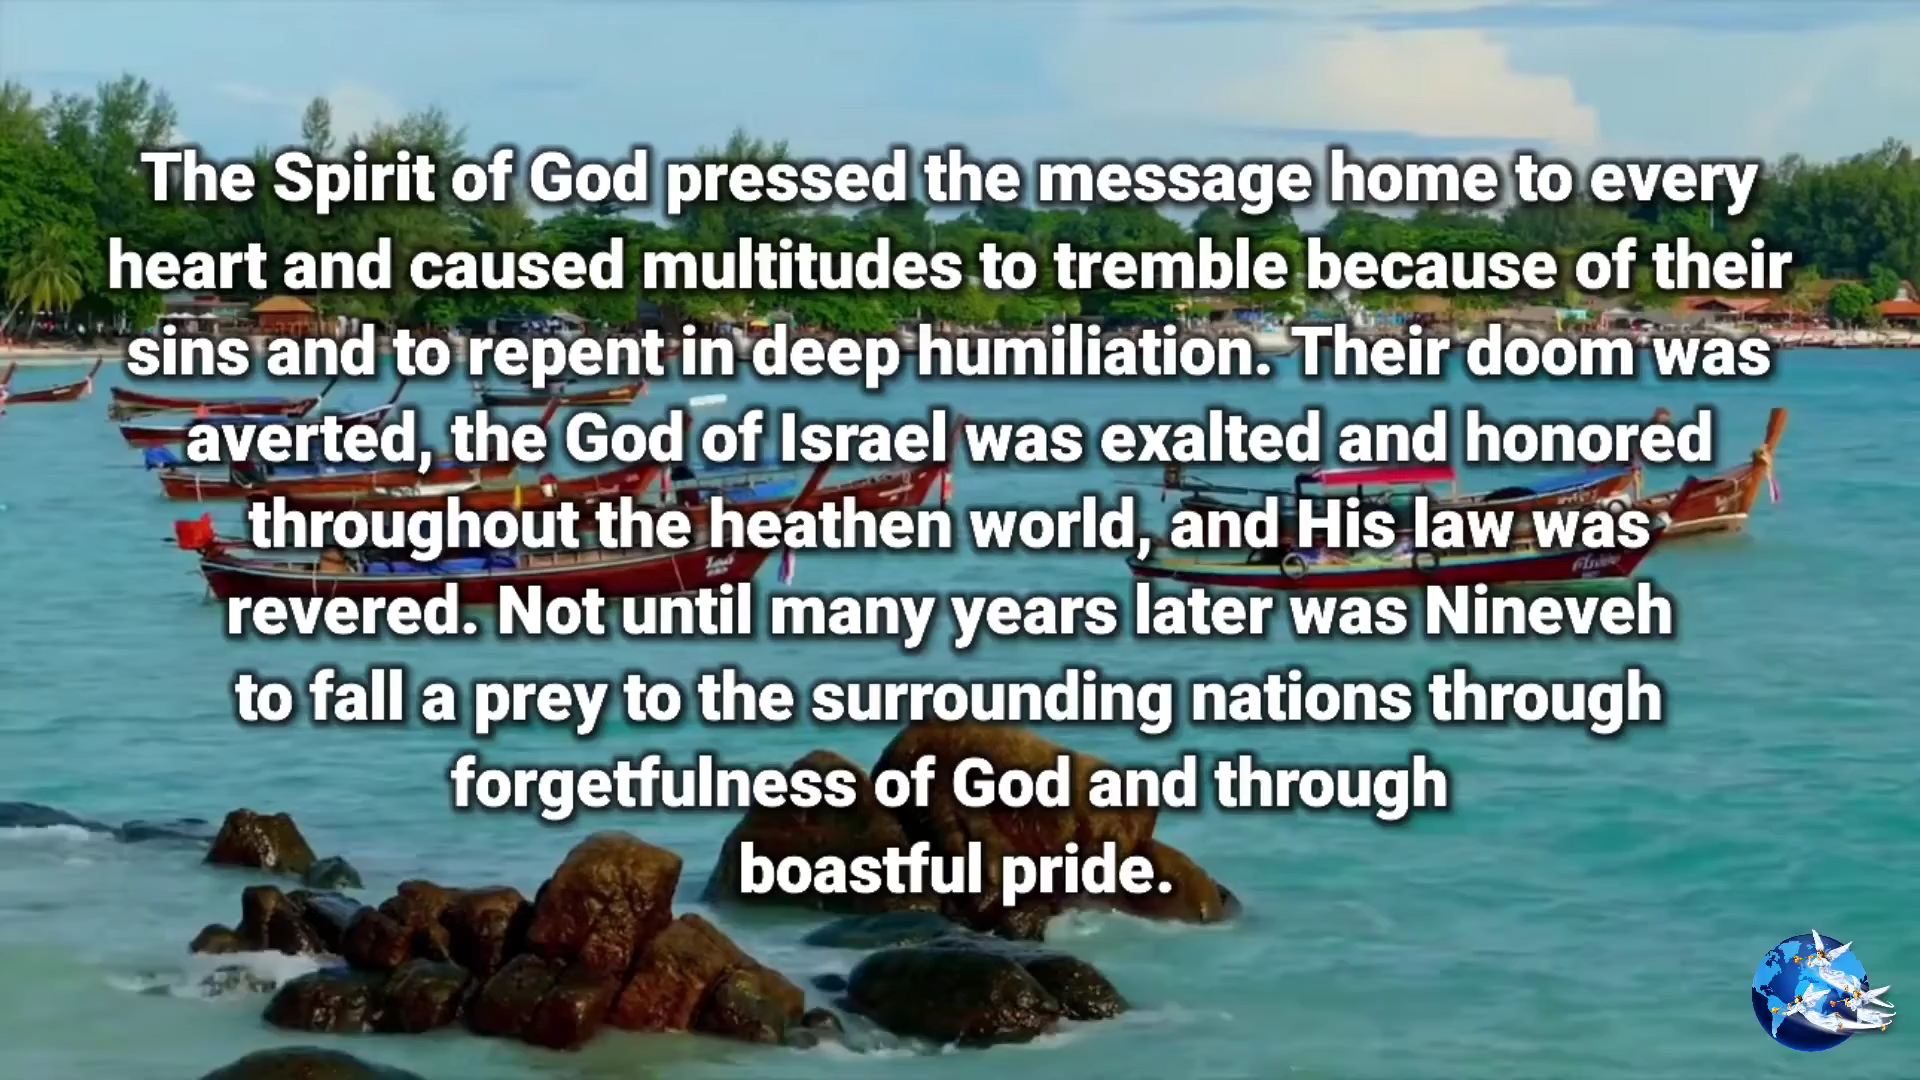 The Spirit of God pressed the message home to every
heart and caused multitudes to tremble because of their
sins and to repent in deep humiliation. Their doom was
averted, the God of Israel was exalted and honored
throughout the heathen world, and His law was
revered. Not until many years later was Nineveh
to fall a prey to the surrounding nations through
forgetfulness of God and through
boastful pride.